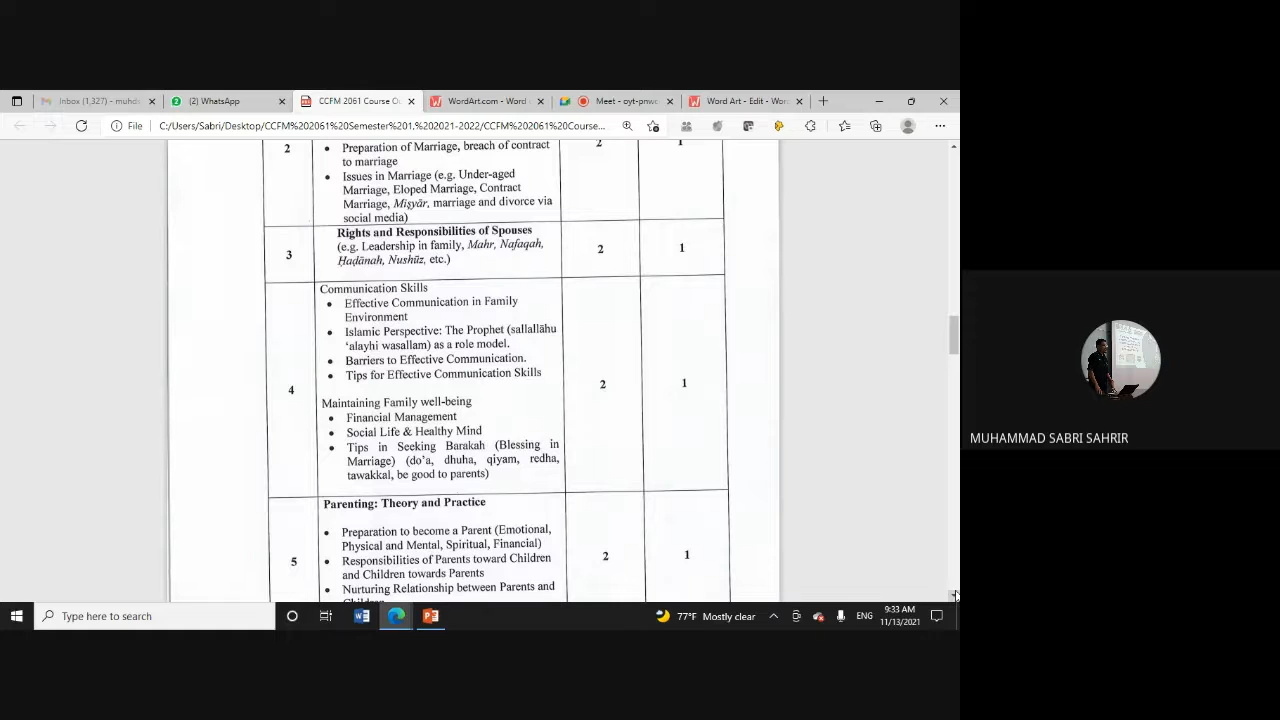 Inbox (1,327) - muhds
(2) WhatsApp
CCFM 2061 Course Ou
WordArt.com - Word
Meet - oyt-pnwc
Word Art - Edit - Wor
File
C:/Users/Sabri/Desktop/CCFM%202061%20Semester%201,%202021-2022/CCFM%202061%20Course...
2
• Preparation of Marriage, breach of contract
to marriage
• Issues in Marriage (e.g. Under-aged
Marriage, Eloped Marriage, Contract
Marriage, Misyār, marriage and divorce via
social media)
2
1
3
Rights and Responsibilities of Spouses
(e.g. Leadership in family, Mahr, Nafaqah,
Ḥaḍānah, Nushūz, etc.)
2
1
4
Communication Skills
• Effective Communication in Family
Environment
• Islamic Perspective: The Prophet (sallallāhu
‘alayhi wasallam) as a role model.
• Barriers to Effective Communication.
• Tips for Effective Communication Skills
Maintaining Family well-being
• Financial Management
• Social Life & Healthy Mind
• Tips in Seeking Barakah (Blessing in
Marriage) (do’a, dhuha, qiyam, redha,
tawakkal, be good to parents)
2
1
5
Parenting: Theory and Practice
• Preparation to become a Parent (Emotional,
Physical and Mental, Spiritual, Financial)
• Responsibilities of Parents toward Children
and Children towards Parents
• Nurturing Relationship between Parents and
Children
2
1
MUHAMMAD SABRI SAHRIR
Type here to search
77°F Mostly clear
ENG
9:33 AM
11/13/2021